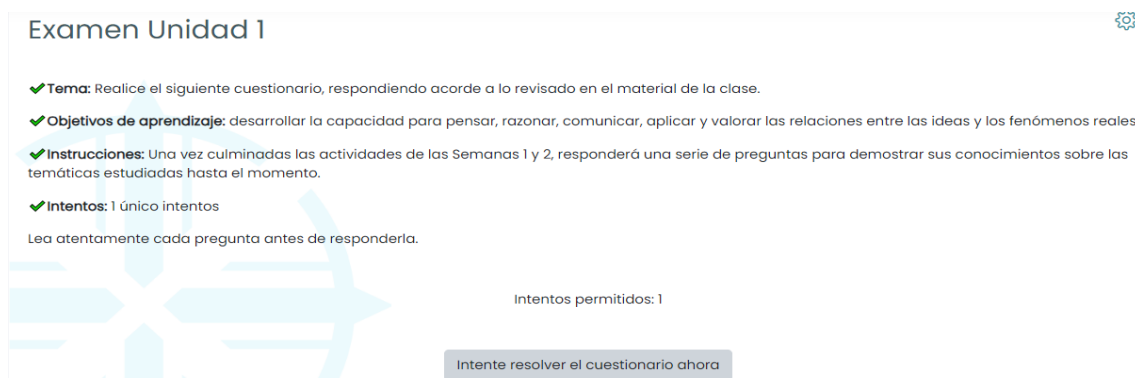 Examen Unidad 1
Tema: Realice el siguiente cuestionario, respondiendo acorde a lo revisado en el material de la clase.
Objetivos de aprendizaje: desarrollar la capacidad para pensar, razonar, comunicar, aplicar y valorar las relaciones entre las ideas y los fenómenos reales
Instrucciones: Una vez culminadas las actividades de las Semanas 1 y 2, responderá una serie de preguntas para demostrar sus conocimientos sobre las
temáticas estudiadas hasta el momento.
Intentos: 1 único intentos
Lea atentamente cada pregunta antes de responderla.
Intentos permitidos: 1
Intente resolver el cuestionario ahora